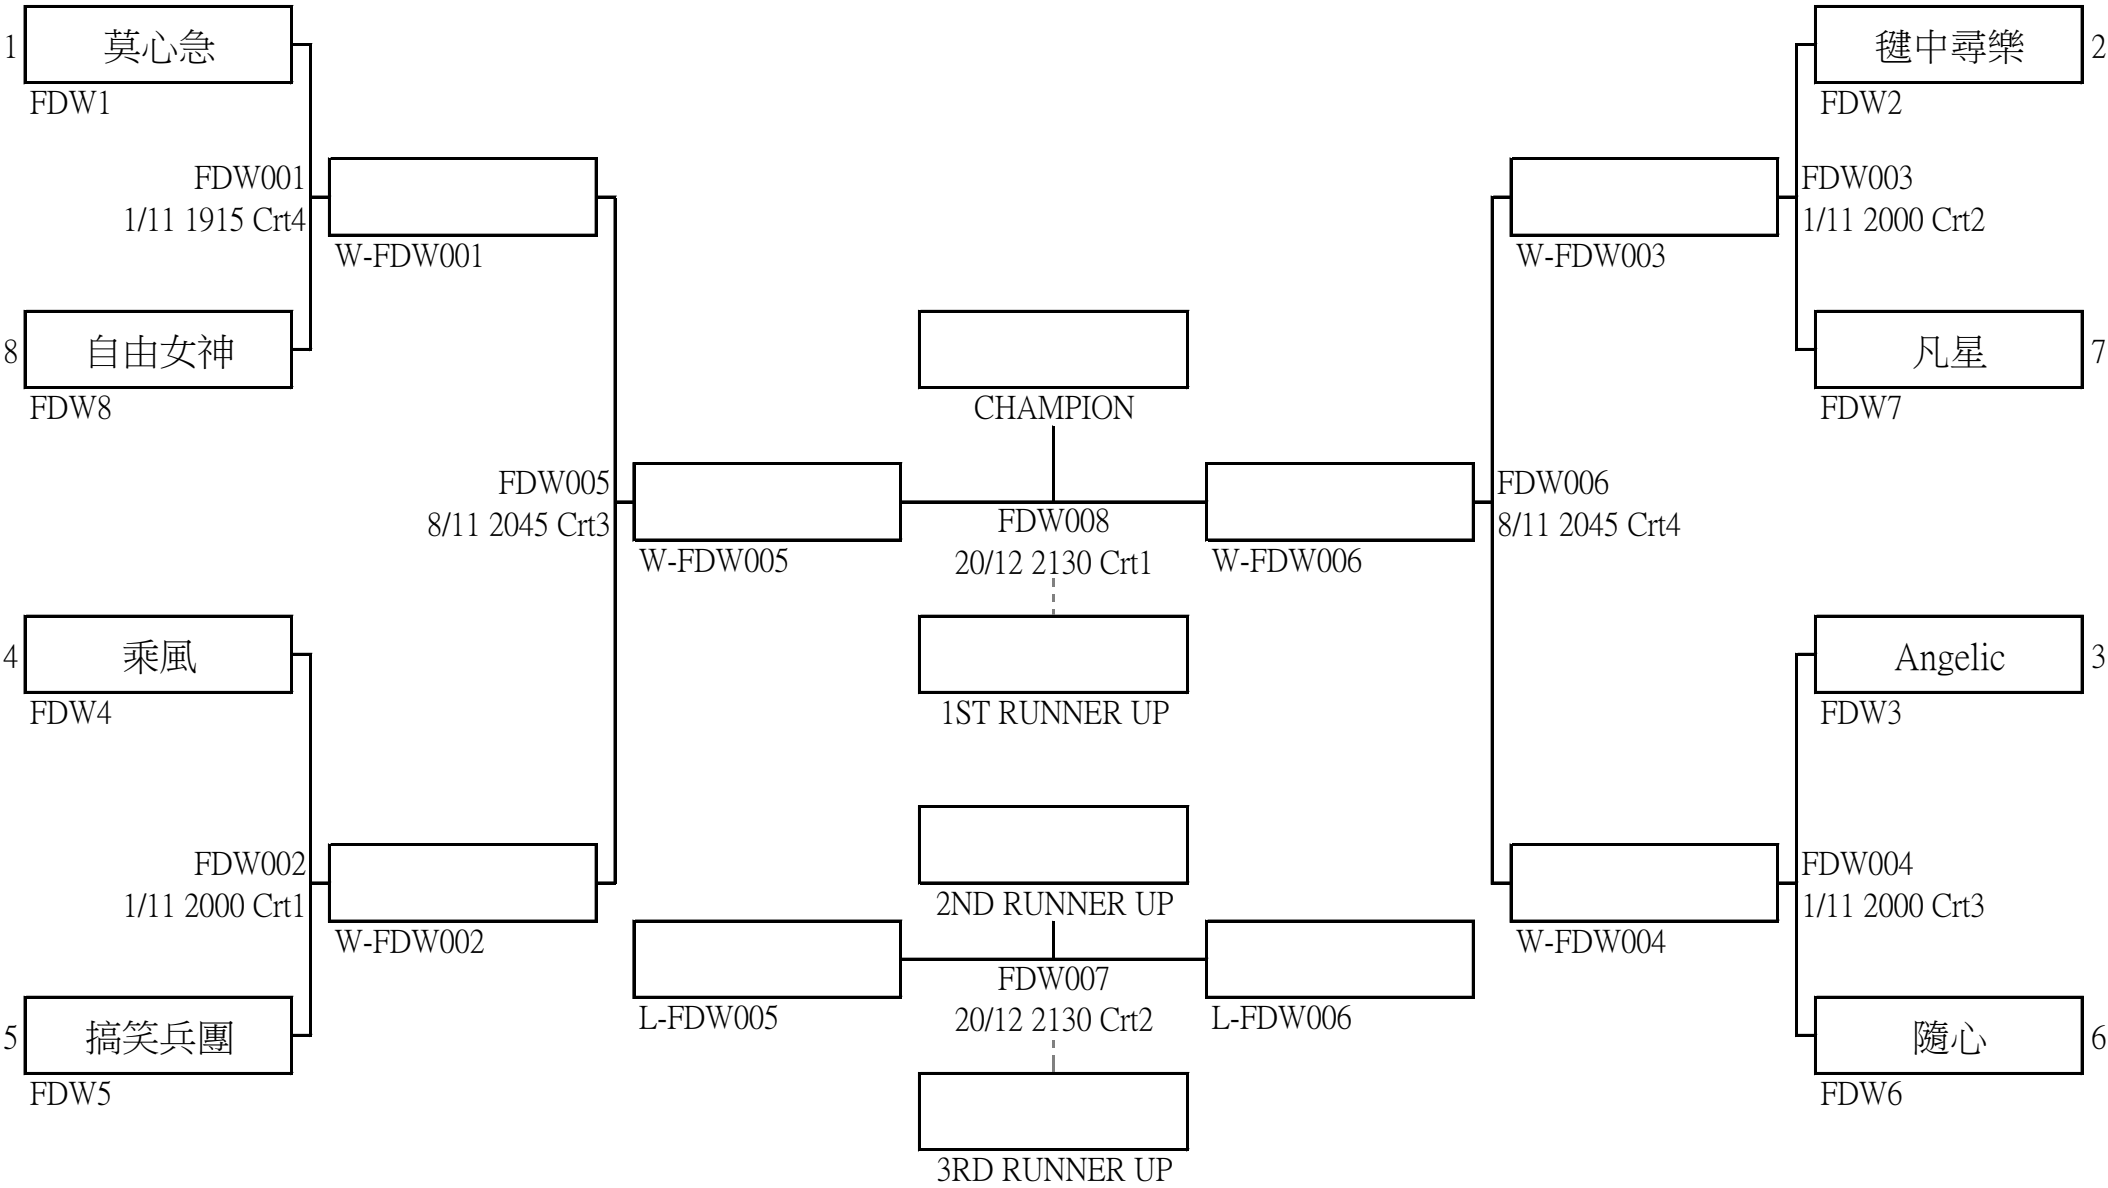 1
莫心急
FDW1
FDW001
1/11 1915 Crt4
W-FDW001
8
自由女神
FDW8
4
乘風
FDW4
FDW002
1/11 2000 Crt1
W-FDW002
5
搞笑兵團
FDW5
FDW005
8/11 2045 Crt3
W-FDW005
CHAMPION
FDW008
20/12 2130 Crt1
1ST RUNNER UP
2ND RUNNER UP
L-FDW005
FDW007
20/12 2130 Crt2
L-FDW006
3RD RUNNER UP
W-FDW006
FDW006
8/11 2045 Crt4
毽中尋樂
2
FDW2
W-FDW003
FDW003
1/11 2000 Crt2
凡星
7
FDW7
Angelic
3
FDW3
W-FDW004
FDW004
1/11 2000 Crt3
隨心
6
FDW6